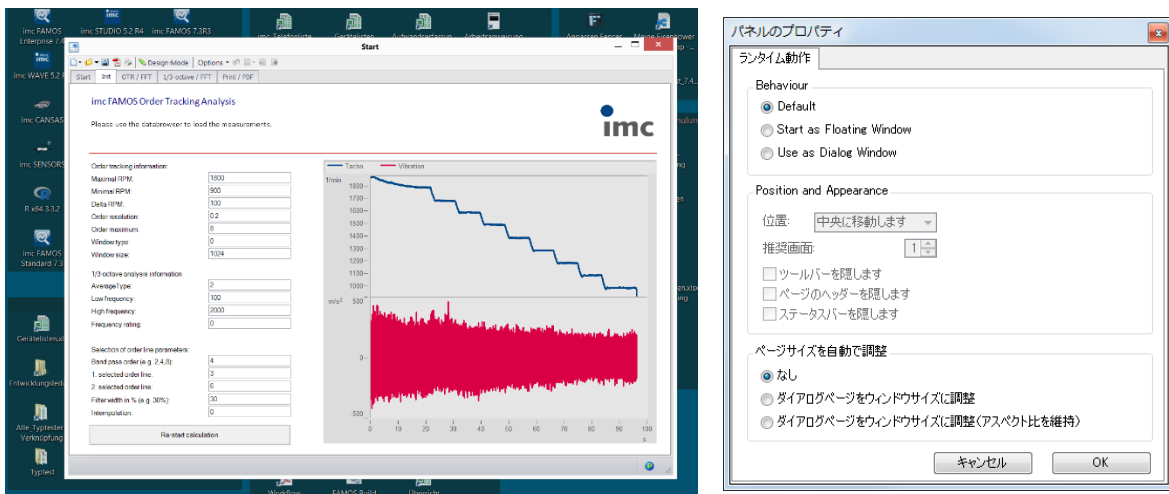 imc FAMOS
Enterprise 7.4
imc STUDIO 5.2 R4
imc FAMOS
7.3R3
imc WAVE 5.2
imc CANSAS
imc SENSORS
R x64 3.3.2
imc FAMOS
Standard 7.3
Entwicklungsleit
Alle_Typtester
Verknüpfung
Typtest
Workflow
FAMOS Build
Übersicht
Start
Design-Mode
Options
Start
Init
OTR / FFT
1/3-octave / FFT
Print / PDF
imc FAMOS Order Tracking Analysis
Please use the databrowser to load the measurements.
imc
Order tracking information:
Maximal RPM:
1800
Minimal RPM:
900
Delta RPM:
100
Order resolution:
0.2
Order maximum:
8
Window type:
0
Window size:
1024
1/3-octave analysis information
AverageType:
2
Low frequency:
100
High frequency:
2000
Frequency rating:
0
Selection of order line parameters:
Band pass order (e.g. 2,4,8):
4
1. selected order line:
3
2. selected order line:
6
Filter width in % (e.g. 30%):
30
Interpolation:
0
Re-start calculation
Tacho
Vibration
1/min
1800
1700
1600
1500
1400
1300
1200
1100
1000
m/s²
500
0
500
0 10 20 30 40 50 60 70 80 90 100
s
パネルのプロパティ
ランタイム動作
Behaviour
Default
Start as Floating Window
Use as Dialog Window
Position and Appearance
位置:
中央に移動します
推奨画面:
1
ツールバーを隠します
ページのヘッダーを隠します
ステータスバーを隠します
ページサイズを自動で調整
なし
ダイアログページをウィンドウサイズに調整
ダイアログページをウィンドウサイズに調整(アスペクト比を維持)
キャンセル
OK